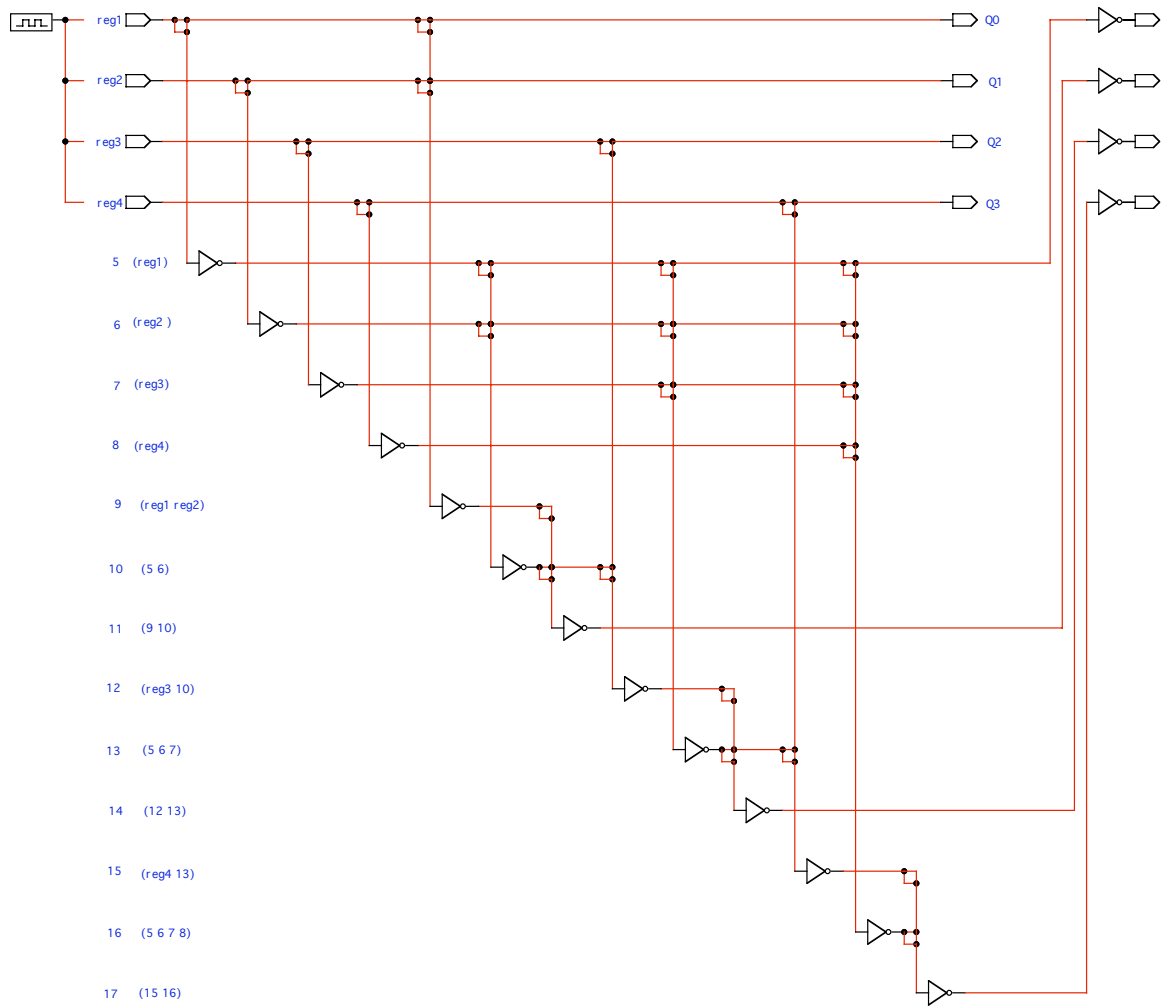 reg1 Q0
reg2 Q1
reg3 Q2
reg4 Q3
5 (reg1)
6 (reg2 )
7 (reg3)
8 (reg4)
9 (reg1 reg2)
10 (5 6)
11 (9 10)
12 (reg3 10)
13 (5 6 7)
14 (12 13)
15 (reg4 13)
16 (5 6 7 8)
17 (15 16)